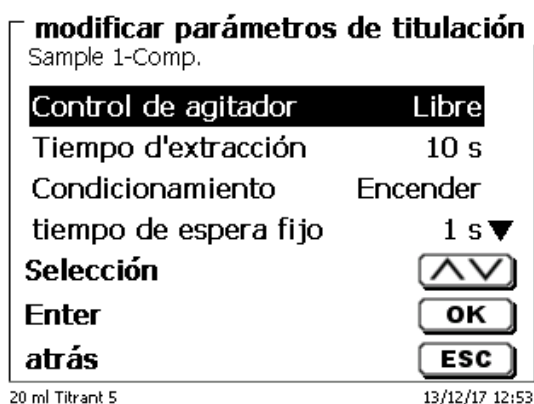 modificar parámetros de titulación
Sample 1-Comp.
Control de agitador Libre
Tiempo d'extracción 10 s
Condicionamiento Encender
tiempo de espera fijo 1 s
Selección
Enter OK
atrás ESC
20 ml Titrant 5 13/12/17 12:53